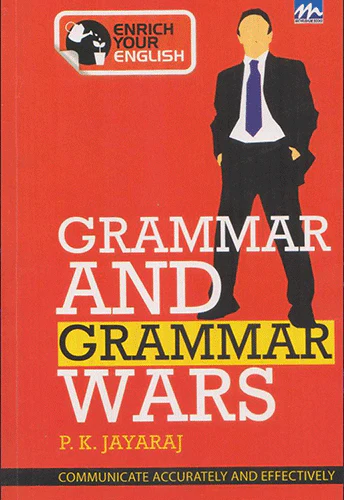 ENRICH
YOUR
ENGLISH
GRAMMAR
AND
GRAMMAR
WARS
P. K. JAYARAJ
COMMUNICATE ACCURATELY AND EFFECTIVELY